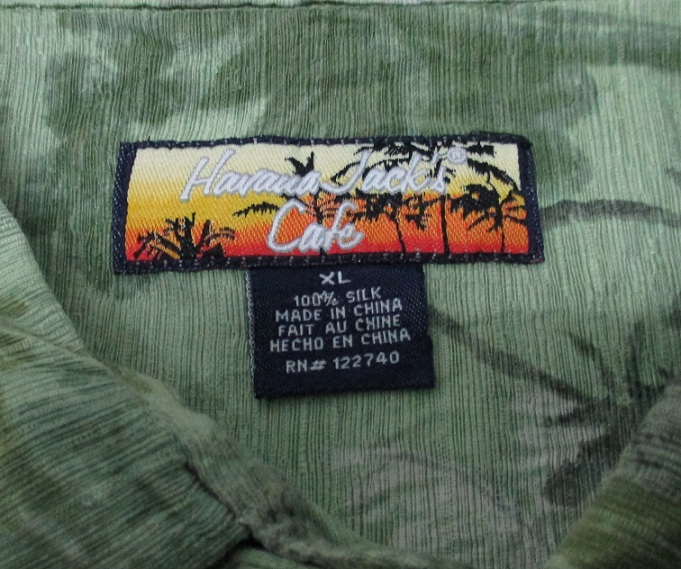 Havana Jack's®
Cafe
XL
100% SILK
MADE IN CHINA
FAIT AU CHINE
HECHO EN CHINA
RN# 122740